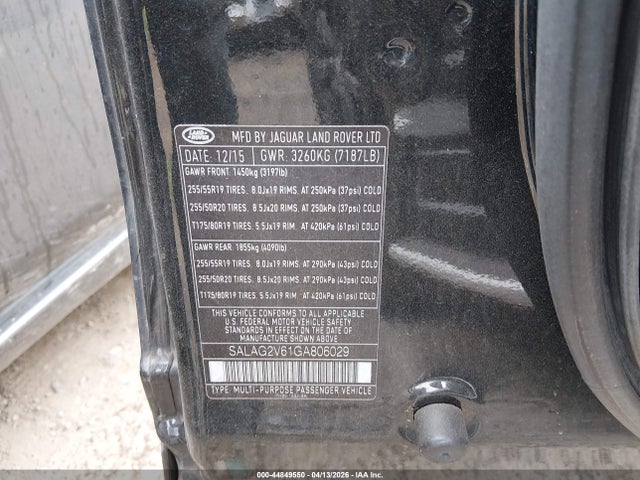 LAND ROVER
MFD BY JAGUAR LAND ROVER LTD
DATE: 12/15 GWR: 3260KG (7187LB)
GAWR FRONT: 1450kg (3197lb)
255/55R19 TIRES. 8.0Jx19 RIMS. AT 250kPa (37psi) COLD
255/50R20 TIRES. 8.5Jx20 RIMS. AT 250kPa (37psi) COLD
T175/80R19 TIRES. 5.5Jx19 RIM. AT 420kPa (61psi) COLD
GAWR REAR: 1855kg (4090lb)
255/55R19 TIRES. 8.0Jx19 RIMS. AT 290kPa (43psi) COLD
255/50R20 TIRES. 8.5Jx20 RIMS. AT 290kPa (43psi) COLD
T175/80R19 TIRES 5.5Jx19 RIM. AT 420kPa (61psi) COLD
THIS VEHICLE CONFORMS TO ALL APPLICABLE
U.S. FEDERAL MOTOR VEHICLE SAFETY
STANDARDS IN EFFECT ON THE DATE OF
MANUFACTURE SHOWN ABOVE
SALAG2V61GA806029
TYPE: MULTI-PURPOSE PASSENGER VEHICLE
000-44849550 - 04/13/2026 - IAA Inc.